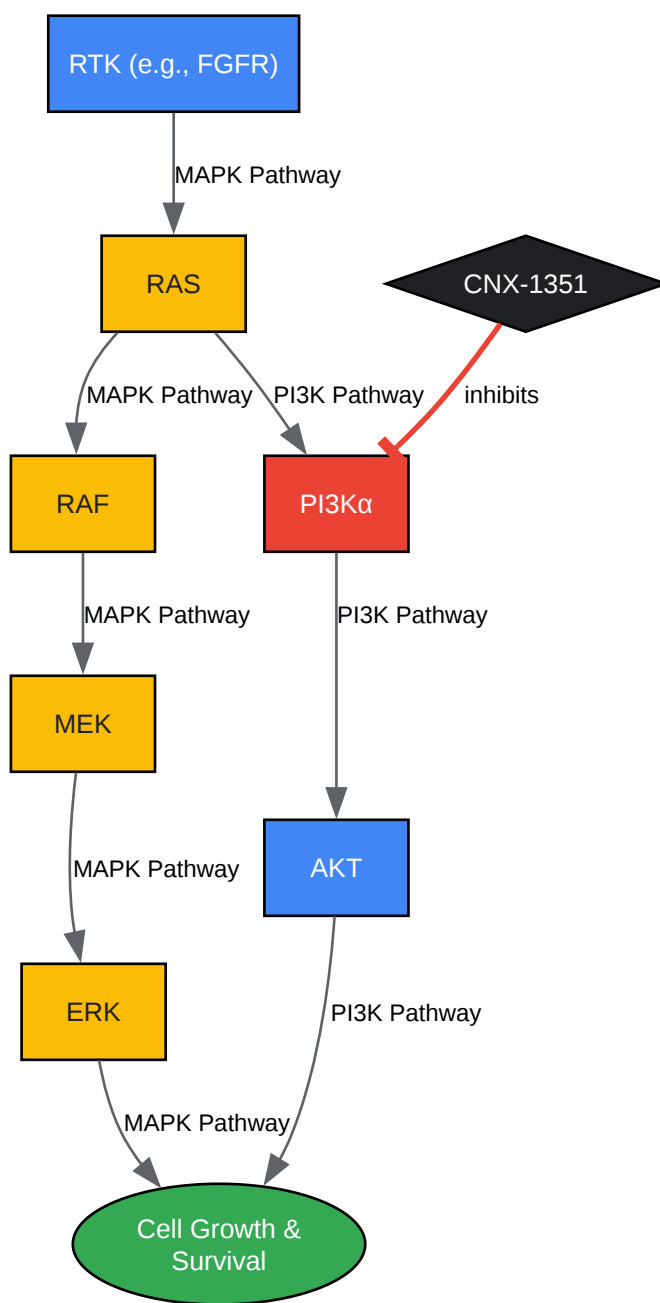 RTK (e.g., FGFR)
MAPK Pathway
RAS
CNX-1351
MAPK Pathway
PI3K Pathway
inhibits
RAF
PI3Kα
MAPK Pathway
PI3K Pathway
MEK
MAPK Pathway
AKT
ERK
PI3K Pathway
MAPK Pathway
Cell Growth &
Survival